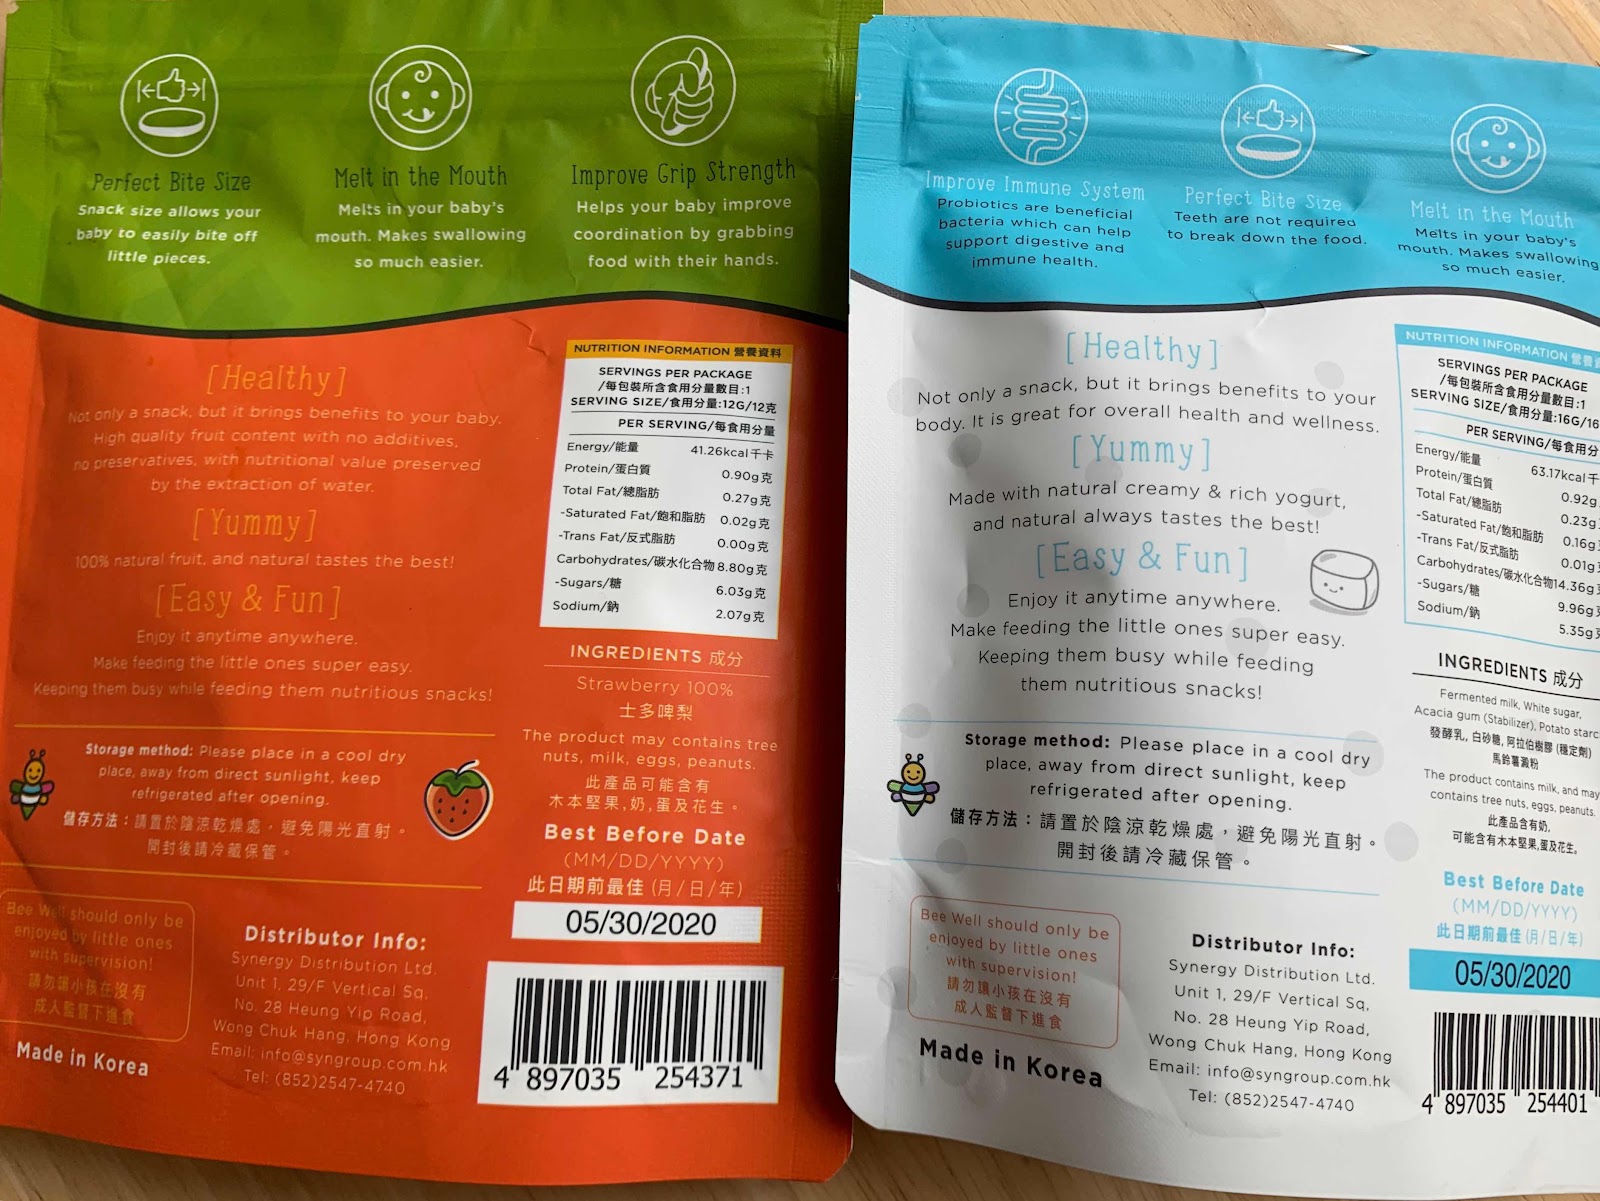 Perfect Bite Size
Snack size allows your
baby to easily bite off
little pieces.
Melt in the Mouth
Melts in your baby's
mouth. Makes swallowing
so much easier.
Improve Grip Strength
Helps your baby improve
coordination by grabbing
food with their hands.
[Healthy]
Not only a snack, but it brings benefits to your baby.
High quality fruit content with no additives,
no preservatives, with nutritional value preserved
by the extraction of water.
[Yummy]
100% natural fruit, and natural tastes the best!
[Easy & Fun]
Enjoy it anytime anywhere.
Make feeding the little ones super easy.
Keeping them busy while feeding them nutritious snacks!
Storage method: Please place in a cool dry
place, away from direct sunlight, keep
refrigerated after opening.
儲存方法：請置於陰涼乾燥處，避免陽光直射。
開封後請冷藏保管。
Bee Well should only be
enjoyed by little ones
with supervision!
請勿讓小孩在沒有
成人監督下進食
Made in Korea
Distributor Info:
Synergy Distribution Ltd.
Unit 1, 29/F Vertical Sq,
No. 28 Heung Yip Road,
Wong Chuk Hang, Hong Kong
Email: info@syngroup.com.hk
Tel: (852)2547-4740
NUTRITION INFORMATION 營養資料
SERVINGS PER PACKAGE
/每包裝所含食用分量數目:1
SERVING SIZE/食用分量:12G/12克
PER SERVING/每食用分量
Energy/能量 41.26kcal千卡
Protein/蛋白質 0.90g克
Total Fat/總脂肪 0.27g克
-Saturated Fat/飽和脂肪 0.02g克
-Trans Fat/反式脂肪 0.00g克
Carbohydrates/碳水化合物 8.80g克
-Sugars/糖 6.03g克
Sodium/鈉 2.07g克
INGREDIENTS 成分
Strawberry 100%
士多啤梨
The product may contains tree
nuts, milk, eggs, peanuts.
此產品可能含有
木本堅果,奶,蛋及花生。
Best Before Date
(MM/DD/YYYY)
此日期前最佳 (月/日/年)
05/30/2020
4 897035 254371
Improve Immune System
Probiotics are beneficial
bacteria which can help
support digestive and
immune health.
Perfect Bite Size
Teeth are not required
to break down the food.
Melt in the Mouth
Melts in your baby's
mouth. Makes swallowing
so much easier.
[Healthy]
Not only a snack, but it brings benefits to your
body. It is great for overall health and wellness.
[Yummy]
Made with natural creamy & rich yogurt,
and natural always tastes the best!
[Easy & Fun]
Enjoy it anytime anywhere.
Make feeding the little ones super easy.
Keeping them busy while feeding
them nutritious snacks!
Storage method: Please place in a cool dry
place, away from direct sunlight, keep
refrigerated after opening.
儲存方法：請置於陰涼乾燥處，避免陽光直射。
開封後請冷藏保管。
Bee Well should only be
enjoyed by little ones
with supervision!
請勿讓小孩在沒有
成人監督下進食
Made in Korea
Distributor Info:
Synergy Distribution Ltd.
Unit 1, 29/F Vertical Sq,
No. 28 Heung Yip Road,
Wong Chuk Hang, Hong Kong
Email: info@syngroup.com.hk
Tel: (852)2547-4740
NUTRITION INFORMATION 營養
SERVINGS PER PACKAGE
/每包裝所含食用分量數目:1
SERVING SIZE/食用分量:16G/16
PER SERVING/每食用分
Energy/能量 63.17kcal千
Protein/蛋白質 0.92g
Total Fat/總脂肪 0.23g
-Saturated Fat/飽和脂肪 0.16g
-Trans Fat/反式脂肪 0.01g
Carbohydrates/碳水化合物 14.36g
-Sugars/糖 9.96g
Sodium/鈉 5.35g
INGREDIENTS 成分
Fermented milk, White sugar,
Acacia gum (Stabilizer), Potato starc
發酵乳, 白砂糖, 阿拉伯樹膠 (穩定劑)
馬鈴薯澱粉
The product contains milk, and may
contains tree nuts, eggs, peanuts.
此產品含有奶,
可能含有木本堅果,蛋及花生。
Best Before Date
(MM/DD/YYYY)
此日期前最佳 (月/日/年)
05/30/2020
4 897035 254401